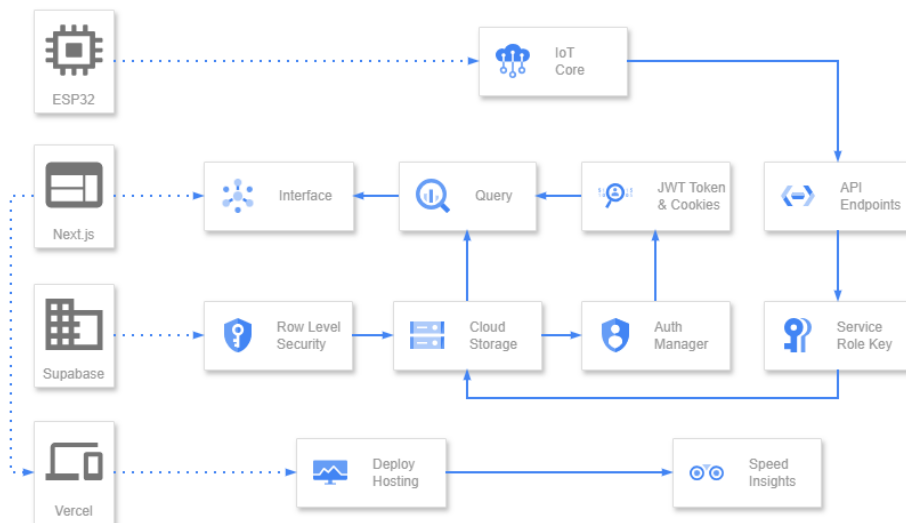 ESP32
IoT
Core
Next.js
Interface
Query
JWT Token
& Cookies
API
Endpoints
Supabase
Row Level
Security
Cloud
Storage
Auth
Manager
Service
Role Key
Vercel
Deploy
Hosting
Speed
Insights